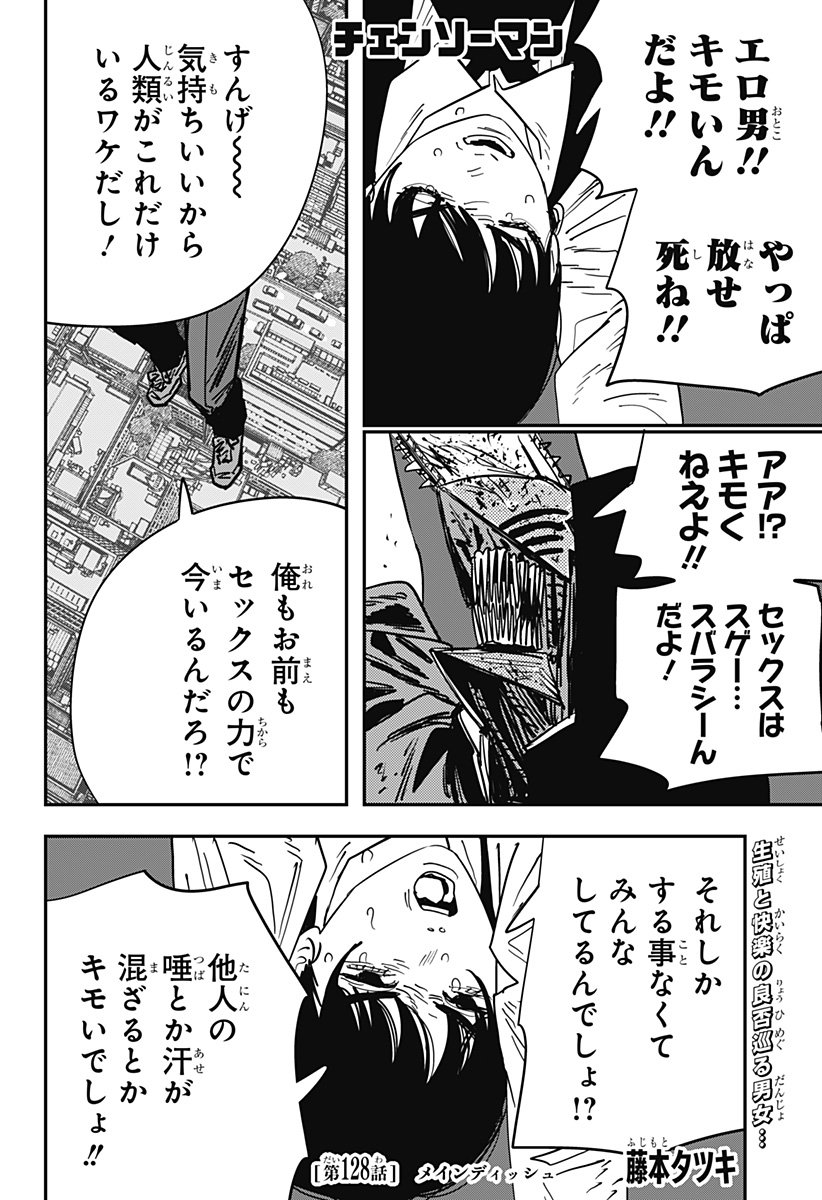 チェンソーマン
エロ男!!
キモいん
だよ!!
やっぱ
放せ
死ね!!
アア!?
キモく
ねえよ!!
セックスは
スゲー…
スバラシーん
だよ!
すんげ〜〜
気持ちいいから
人類がこれだけ
いるワケだし!
俺もお前も
セックスの力で
今いるんだろ!?
それしか
する事なくて
みんな
してるんでしょ!?
他人の
唾とか汗が
混ざるとか
キモいでしょ!!
生殖と快楽の良否巡る男女…
[第128話] メインディッシュ
藤本タツキ